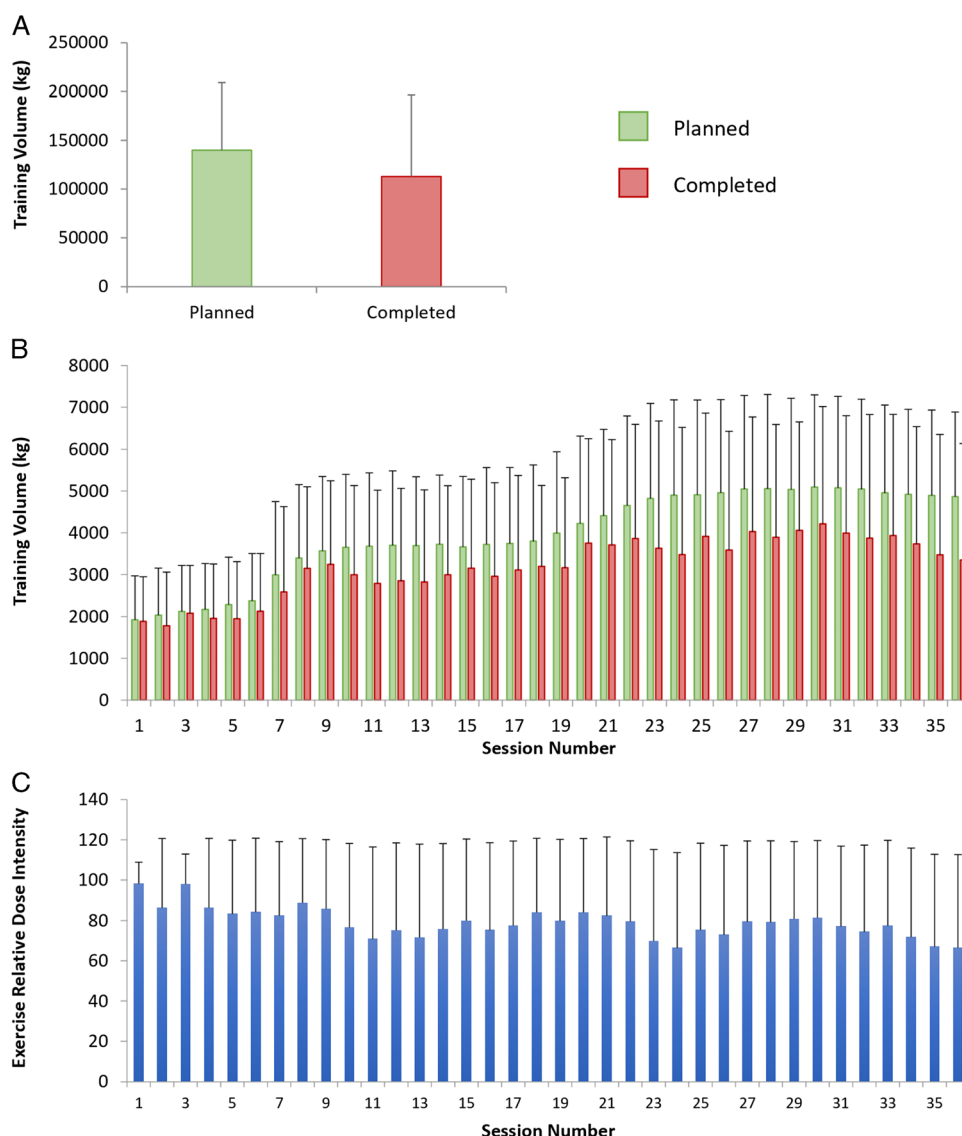 A
Training Volume (kg)
250000
200000
150000
100000
50000
0
Planned Completed
Planned
Completed
B
Training Volume (kg)
8000
7000
6000
5000
4000
3000
2000
1000
0
1 3 5 7 9 11 13 15 17 19 21 23 25 27 29 31 33 35
Session Number
C
Exercise Relative Dose Intensity
140
120
100
80
60
40
20
0
1 3 5 7 9 11 13 15 17 19 21 23 25 27 29 31 33 35
Session Number